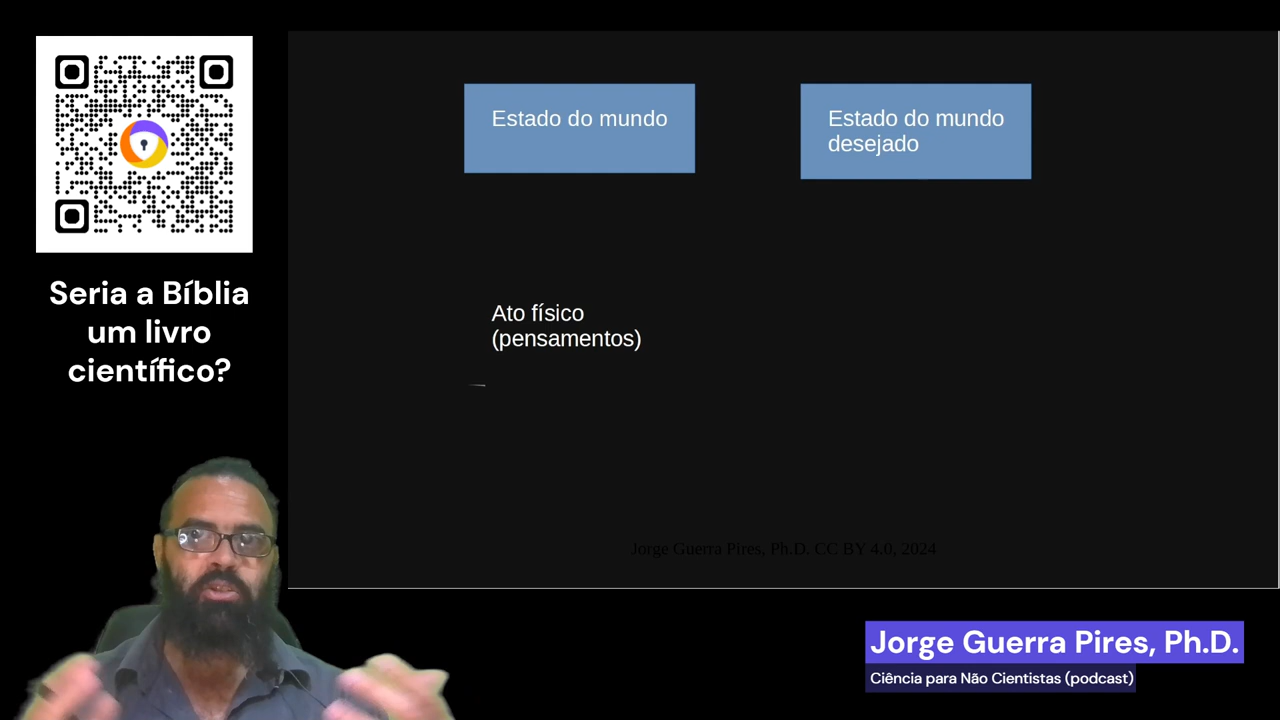 Estado do mundo
Estado do mundo
desejado
Seria a Bíblia
um livro
científico?
Ato físico
(pensamentos)
Jorge Guerra Pires, Ph.D. CC BY 4.0, 2024
Jorge Guerra Pires, Ph.D.
Ciência para Não Cientistas (podcast)